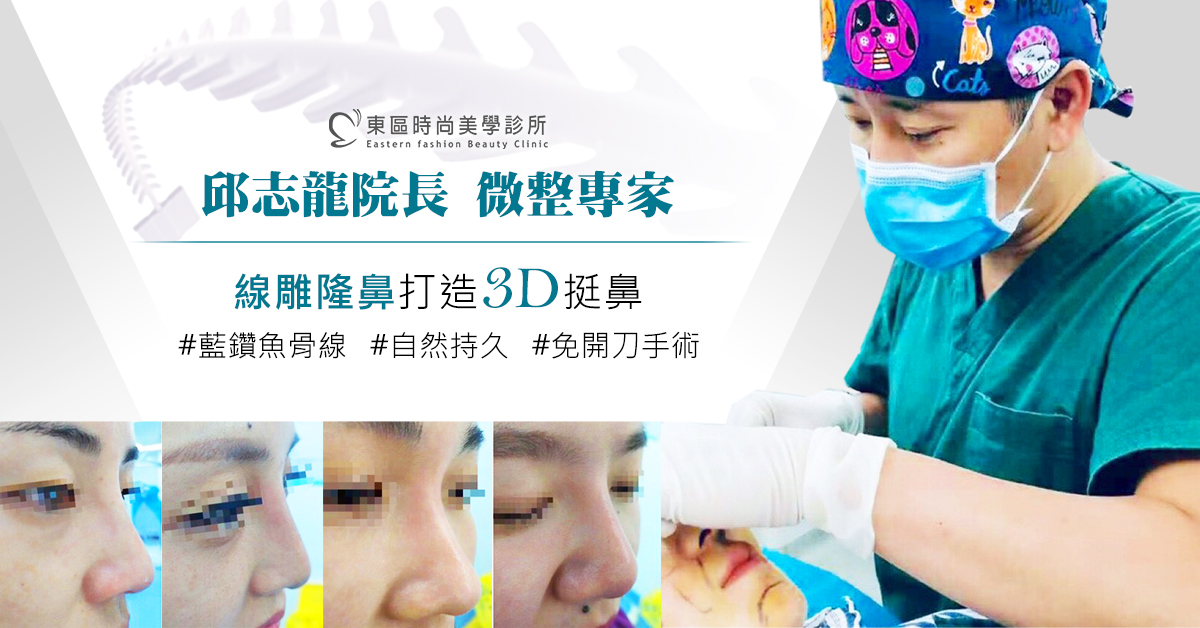 東區時尚美學診所
Eastern fashion Beauty Clinic
邱志龍院長 微整專家
線雕隆鼻打造3D挺鼻
#藍鑽魚骨線 #自然持久 #免開刀手術
Cats